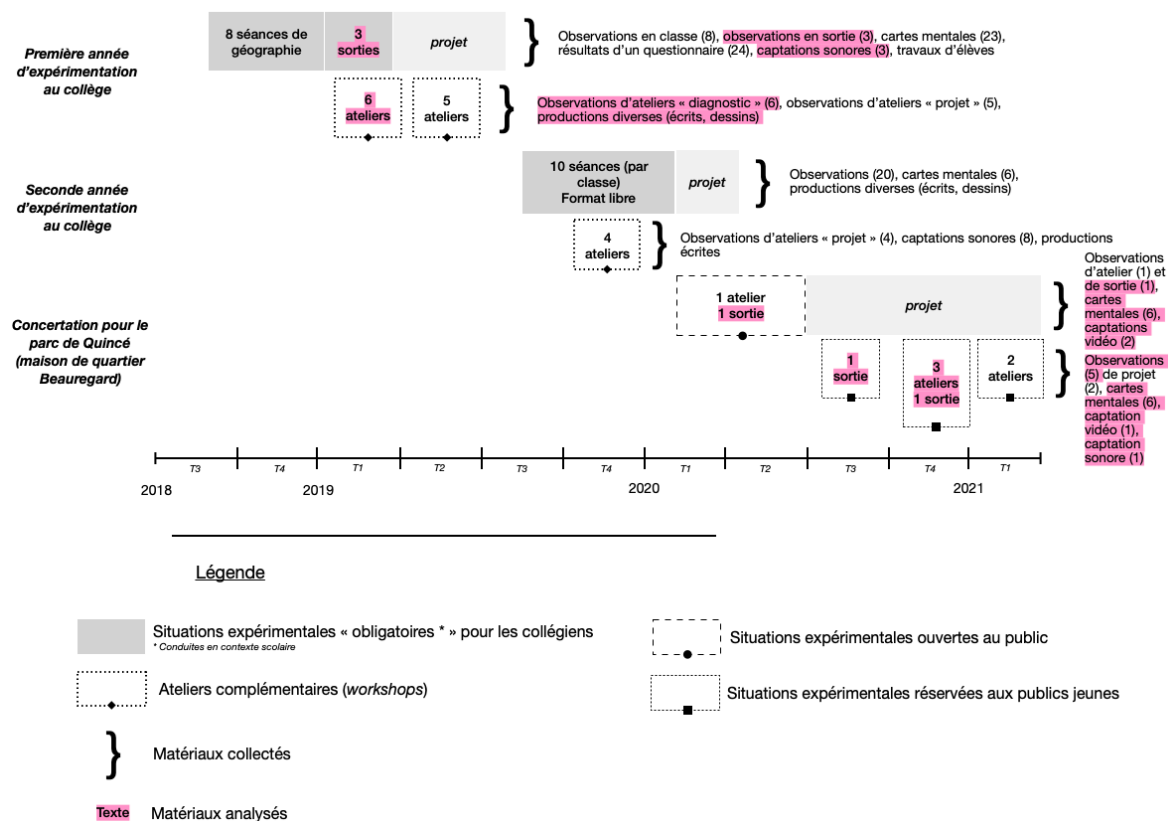 Première année
d'expérimentation
au collège
8 séances de
géographie
3
sorties
projet
Observations en classe (8), observations en sortie (3), cartes mentales (23),
résultats d'un questionnaire (24), captations sonores (3), travaux d'élèves
6
ateliers
5
ateliers
Observations d'ateliers « diagnostic » (6), observations d'ateliers « projet » (5),
productions diverses (écrits, dessins)
Seconde année
d'expérimentation
au collège
10 séances (par
classe)
Format libre
projet
Observations (20), cartes mentales (6),
productions diverses (écrits, dessins)
4
ateliers
Observations d'ateliers « projet » (4), captations sonores (8), productions
écrites
Concertation pour le
parc de Quincé
(maison de quartier
Beauregard)
1 atelier
1 sortie
projet
Observations
d'atelier (1) et
de sortie (1),
cartes
mentales (6),
captations
vidéo (2)
1
sortie
3
ateliers
1 sortie
2
ateliers
Observations
(5) de projet
(2), cartes
mentales (6),
captation
vidéo (1),
captation
sonore (1)
T3 T4 T1 T2 T3 T4 T1 T2 T3 T4 T1
2018 2019 2020 2021
Légende
Situations expérimentales « obligatoires * » pour les collégiens
* Conduites en contexte scolaire
Situations expérimentales ouvertes au public
Ateliers complémentaires (workshops)
Situations expérimentales réservées aux publics jeunes
} Matériaux collectés
Texte Matériaux analysés